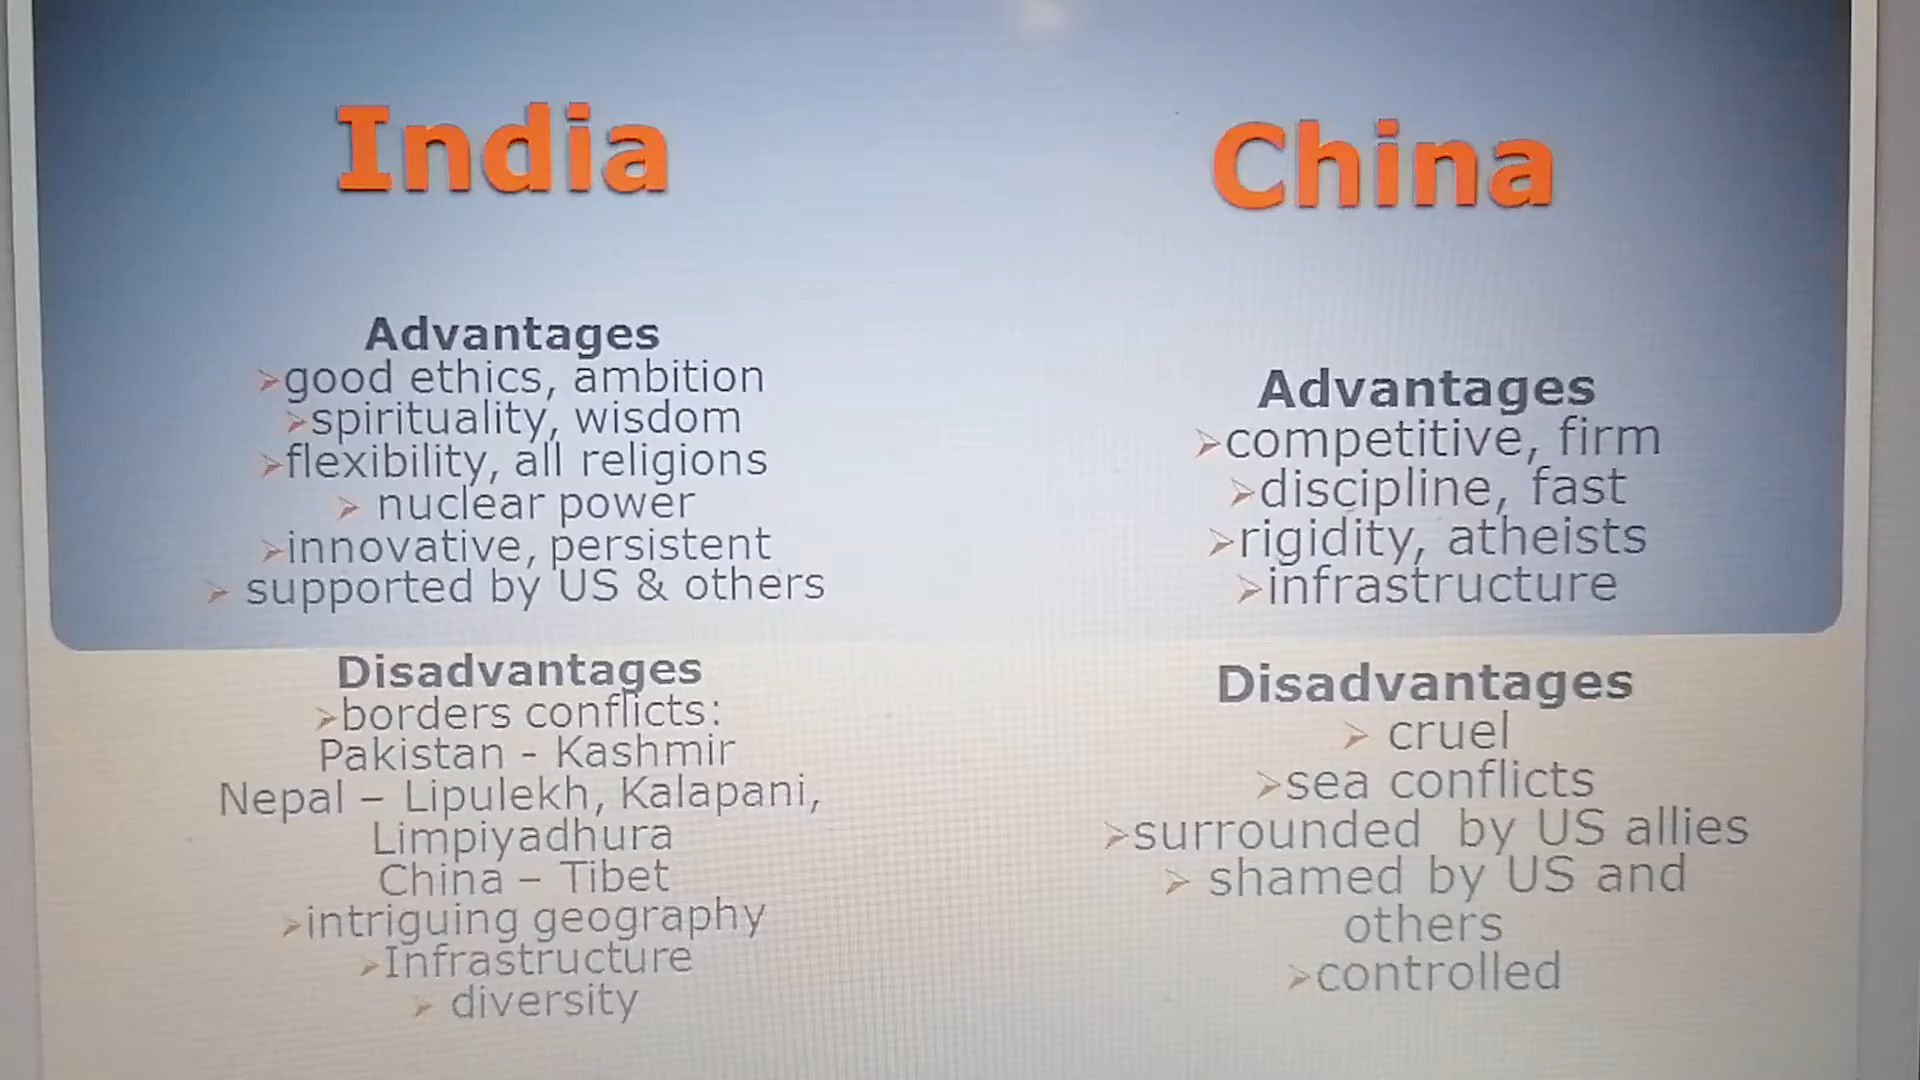 India
Advantages
➢good ethics, ambition
➢spirituality, wisdom
➢flexibility, all religions
➢ nuclear power
➢innovative, persistent
➢ supported by US & others
Disadvantages
➢borders conflicts:
Pakistan - Kashmir
Nepal – Lipulekh, Kalapani,
Limpiyadhura
China – Tibet
➢intriguing geography
➢Infrastructure
➢ diversity
China
Advantages
➢competitive, firm
➢discipline, fast
➢rigidity, atheists
➢infrastructure
Disadvantages
➢ cruel
➢sea conflicts
➢surrounded by US allies
➢ shamed by US and
others
➢controlled